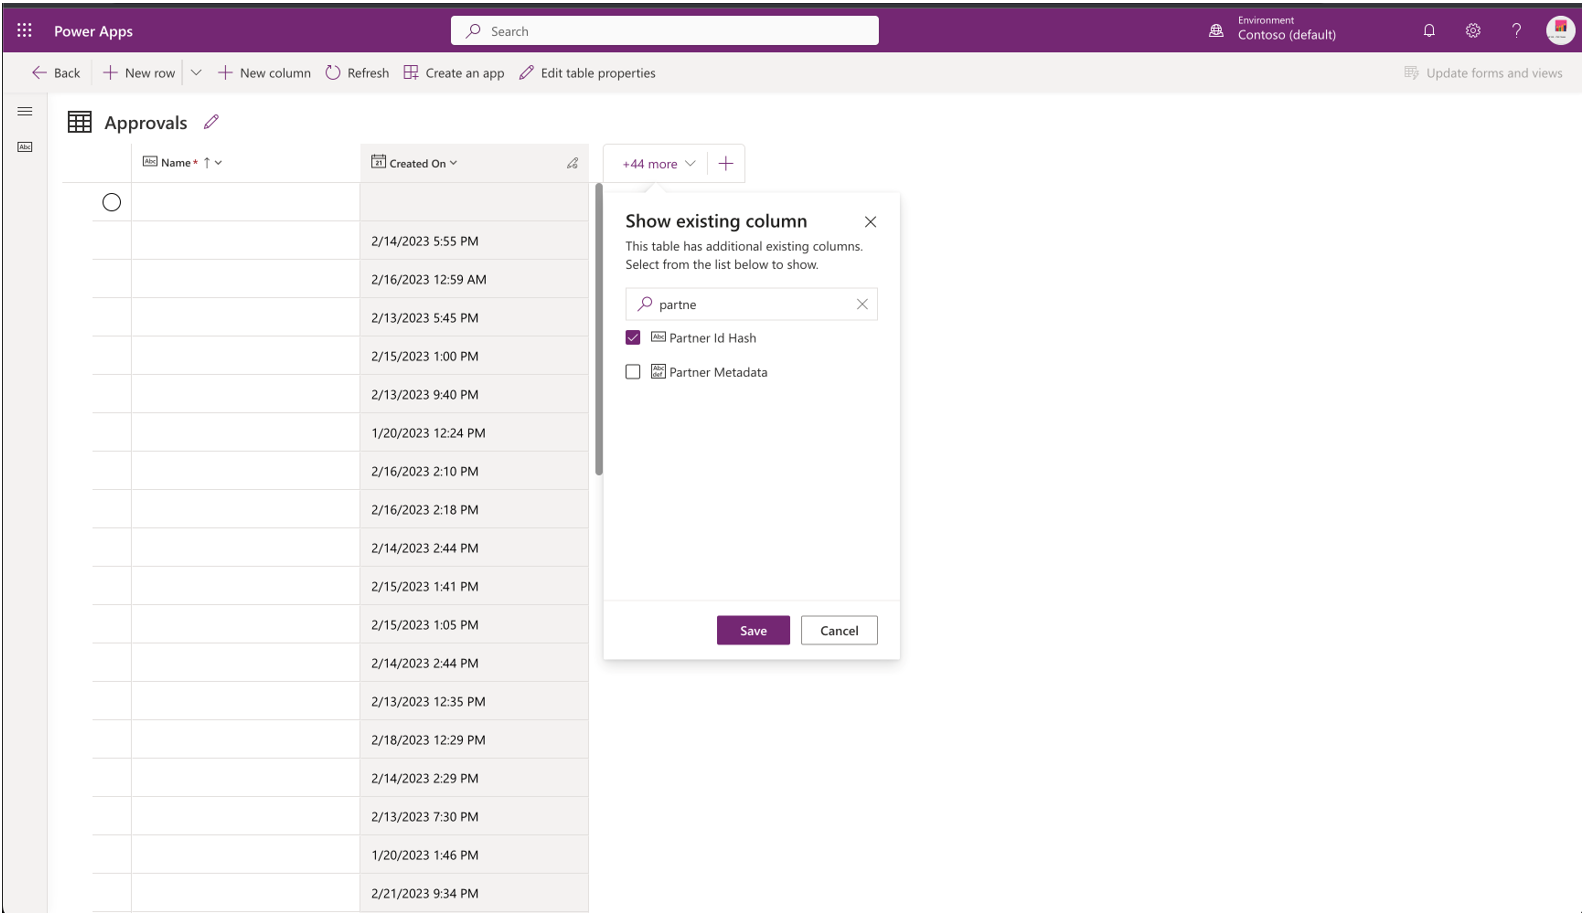 Power Apps
Search
Environment
Contoso (default)
?
Back
New row
New column
Refresh
Create an app
Edit table properties
Update forms and views
Abc
Approvals
Abc Name *
21 Created On
+44 more
2/14/2023 5:55 PM
2/16/2023 12:59 AM
2/13/2023 5:45 PM
2/15/2023 1:00 PM
2/13/2023 9:40 PM
1/20/2023 12:24 PM
2/16/2023 2:10 PM
2/16/2023 2:18 PM
2/14/2023 2:44 PM
2/15/2023 1:41 PM
2/15/2023 1:05 PM
2/14/2023 2:44 PM
2/13/2023 12:35 PM
2/18/2023 12:29 PM
2/14/2023 2:29 PM
2/13/2023 7:30 PM
1/20/2023 1:46 PM
2/21/2023 9:34 PM
Show existing column
This table has additional existing columns.
Select from the list below to show.
partne
Abc Partner Id Hash
Abc def Partner Metadata
Save
Cancel